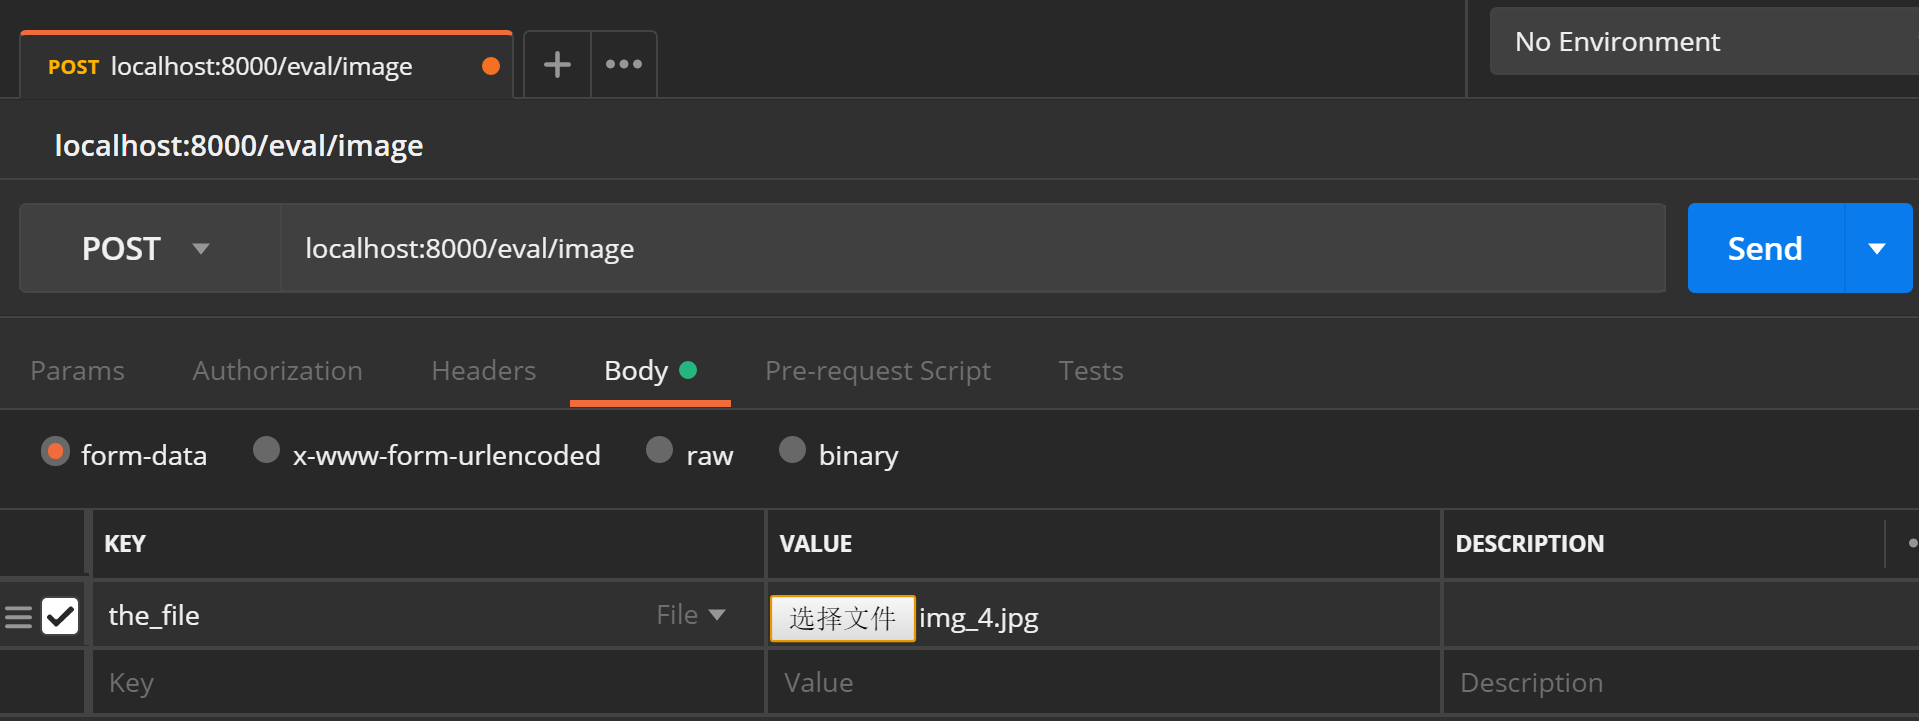 POST localhost:8000/eval/image
No Environment
localhost:8000/eval/image
POST localhost:8000/eval/image Send
Params Authorization Headers Body Pre-request Script Tests
form-data x-www-form-urlencoded raw binary
KEY VALUE DESCRIPTION
the_file File 选择文件 img_4.jpg
Key Value Description